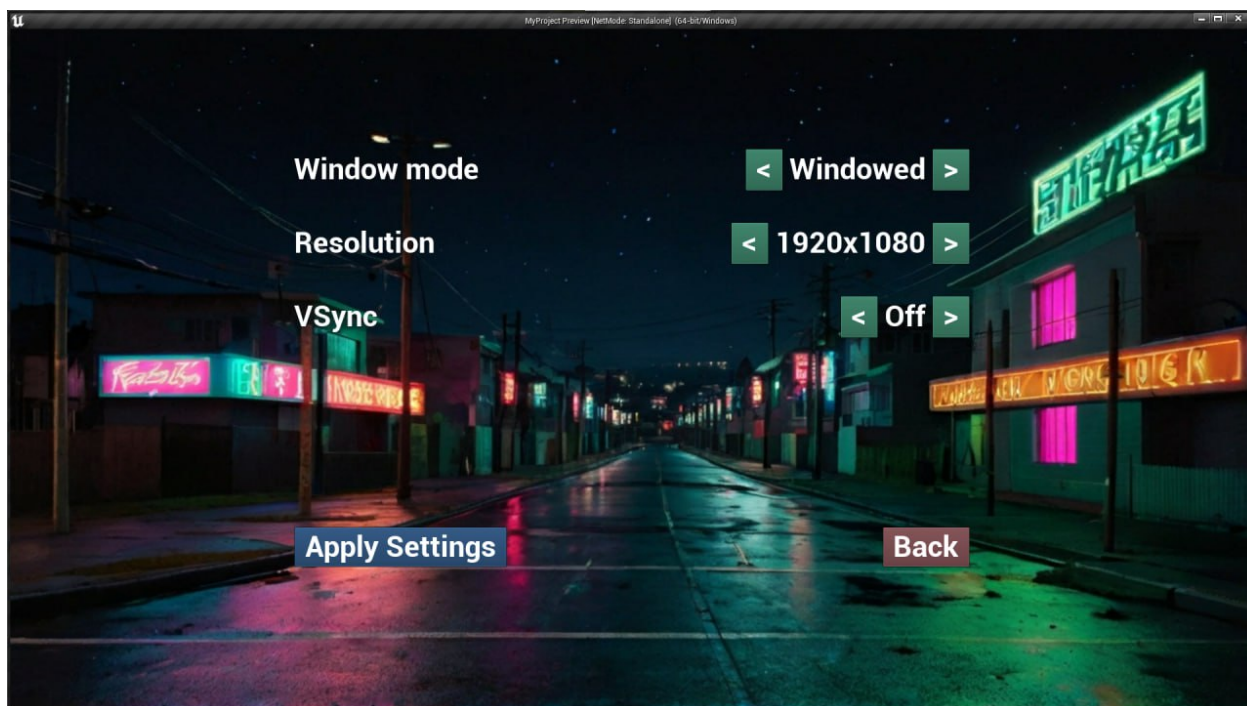 MyProject Preview [NetMode: Standalone] (64-bit/Windows)
Window mode < Windowed >
Resolution < 1920x1080 >
VSync < Off >
Apply Settings Back